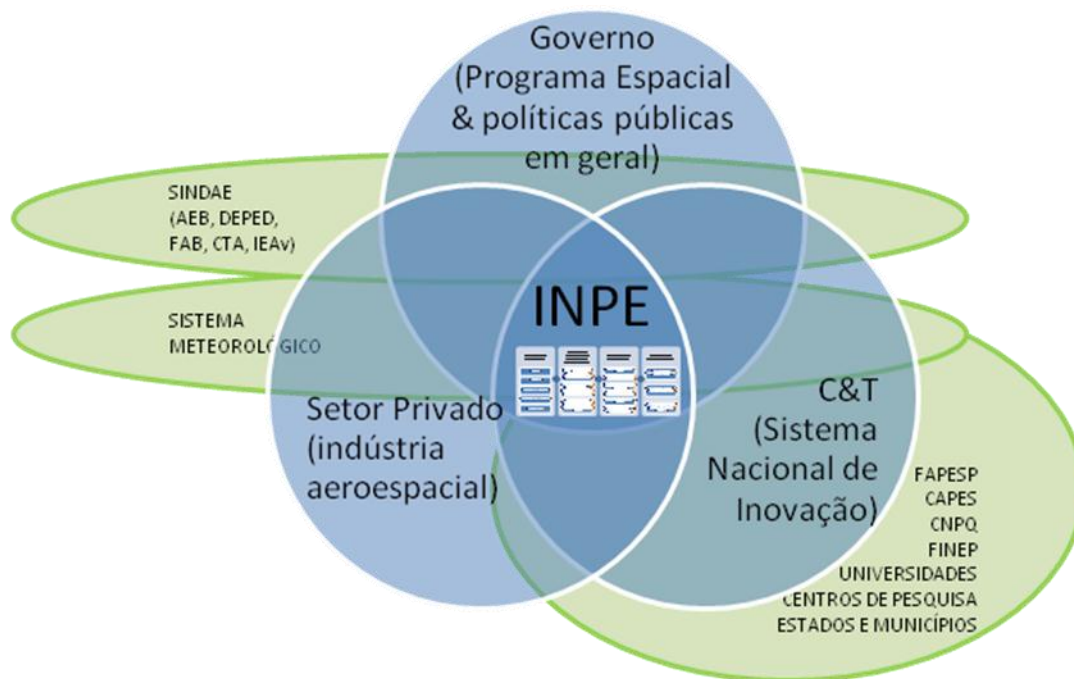 Governo
(Programa Espacial
& políticas públicas
em geral)
SINDAE
(AEB, DEPED,
FAB, CTA, IEAv)
INPE
SISTEMA
METEOROLÓGICO
Setor Privado
(indústria
aeroespacial)
C&T
(Sistema
Nacional de
Inovação)
FAPESP
CAPES
CNPQ
FINEP
UNIVERSIDADES
CENTROS DE PESQUISA
ESTADOS E MUNICÍPIOS